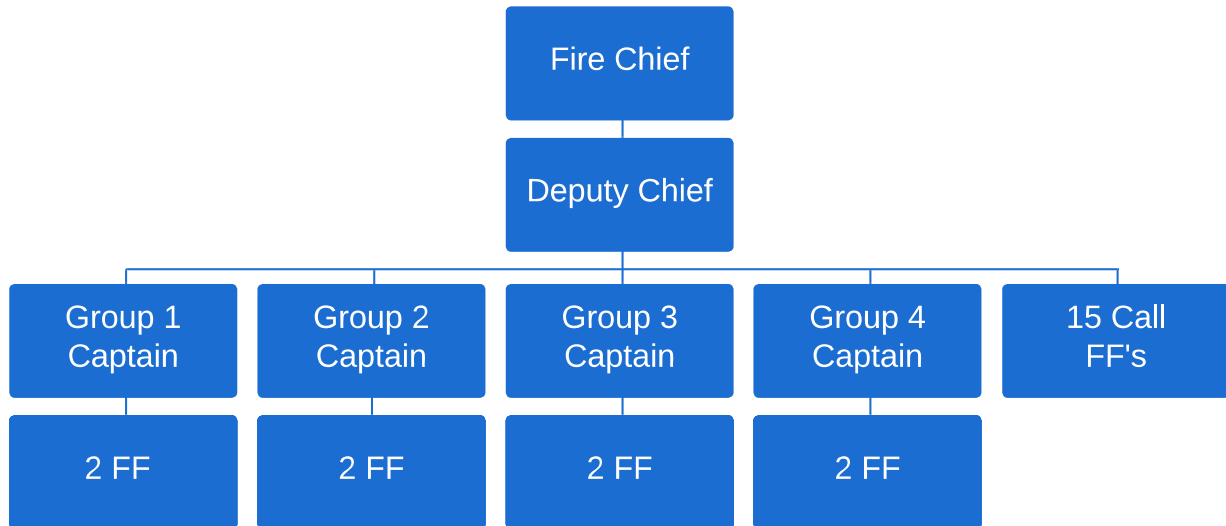 Fire Chief
Deputy Chief
Group 1
Captain
Group 2
Captain
Group 3
Captain
Group 4
Captain
15 Call
FF's
2 FF
2 FF
2 FF
2 FF